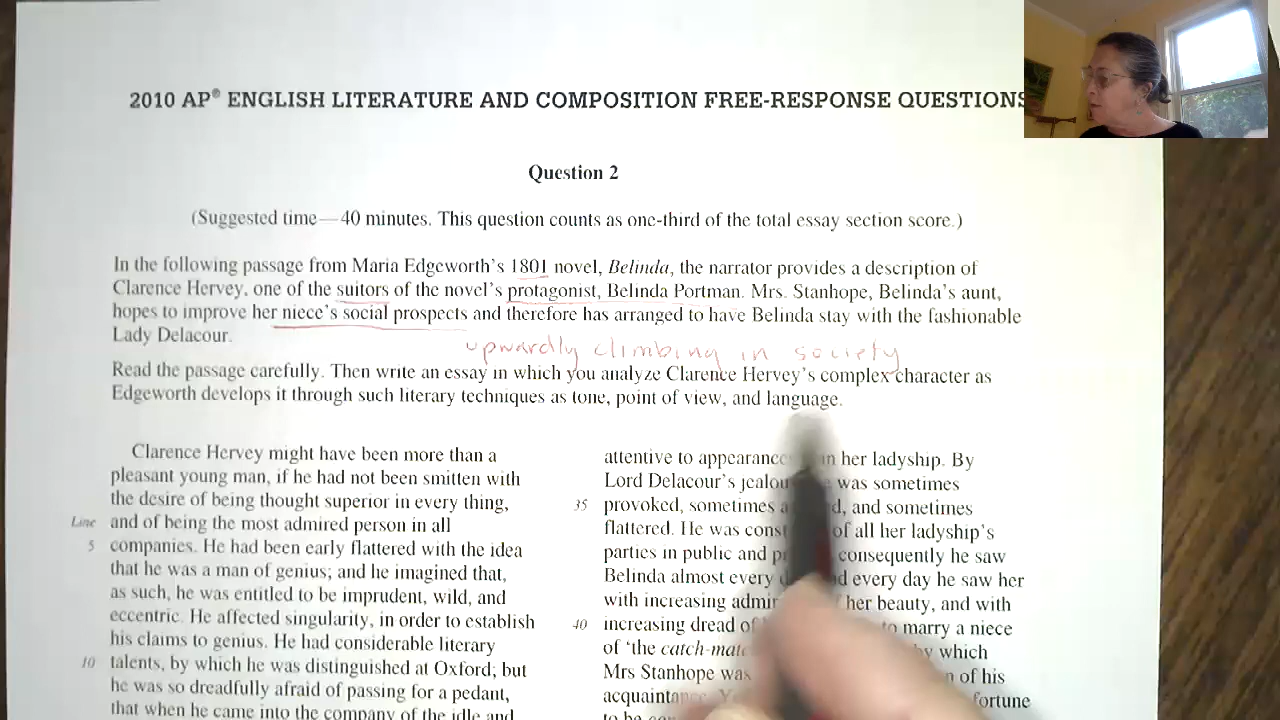 2010 AP® ENGLISH LITERATURE AND COMPOSITION FREE-RESPONSE QUESTIONS
Question 2
(Suggested time—40 minutes. This question counts as one-third of the total essay section score.)
In the following passage from Maria Edgeworth's 1801 novel, Belinda, the narrator provides a description of
Clarence Hervey, one of the suitors of the novel's protagonist, Belinda Portman. Mrs. Stanhope, Belinda's aunt,
hopes to improve her niece's social prospects and therefore has arranged to have Belinda stay with the fashionable
Lady Delacour.
upwardly climbing in society
Read the passage carefully. Then write an essay in which you analyze Clarence Hervey's complex character as
Edgeworth develops it through such literary techniques as tone, point of view, and language.
Clarence Hervey might have been more than a
pleasant young man, if he had not been smitten with
the desire of being thought superior in every thing,
Line and of being the most admired person in all
5 companies. He had been early flattered with the idea
that he was a man of genius; and he imagined that,
as such, he was entitled to be imprudent, wild, and
eccentric. He affected singularity, in order to establish
his claims to genius. He had considerable literary
10 talents, by which he was distinguished at Oxford; but
he was so dreadfully afraid of passing for a pedant,
that when he came into the company of the idle and
attentive to in her ladyship. By
Lord Delacour's was sometimes
35 provoked, sometimes and sometimes
flattered. He was of all her ladyship's
parties in public and consequently he saw
Belinda almost every every day he saw her
with increasing her beauty, and with
40 increasing dread of to marry a niece
of 'the by which
Mrs Stanhope was of his
fortune
to be